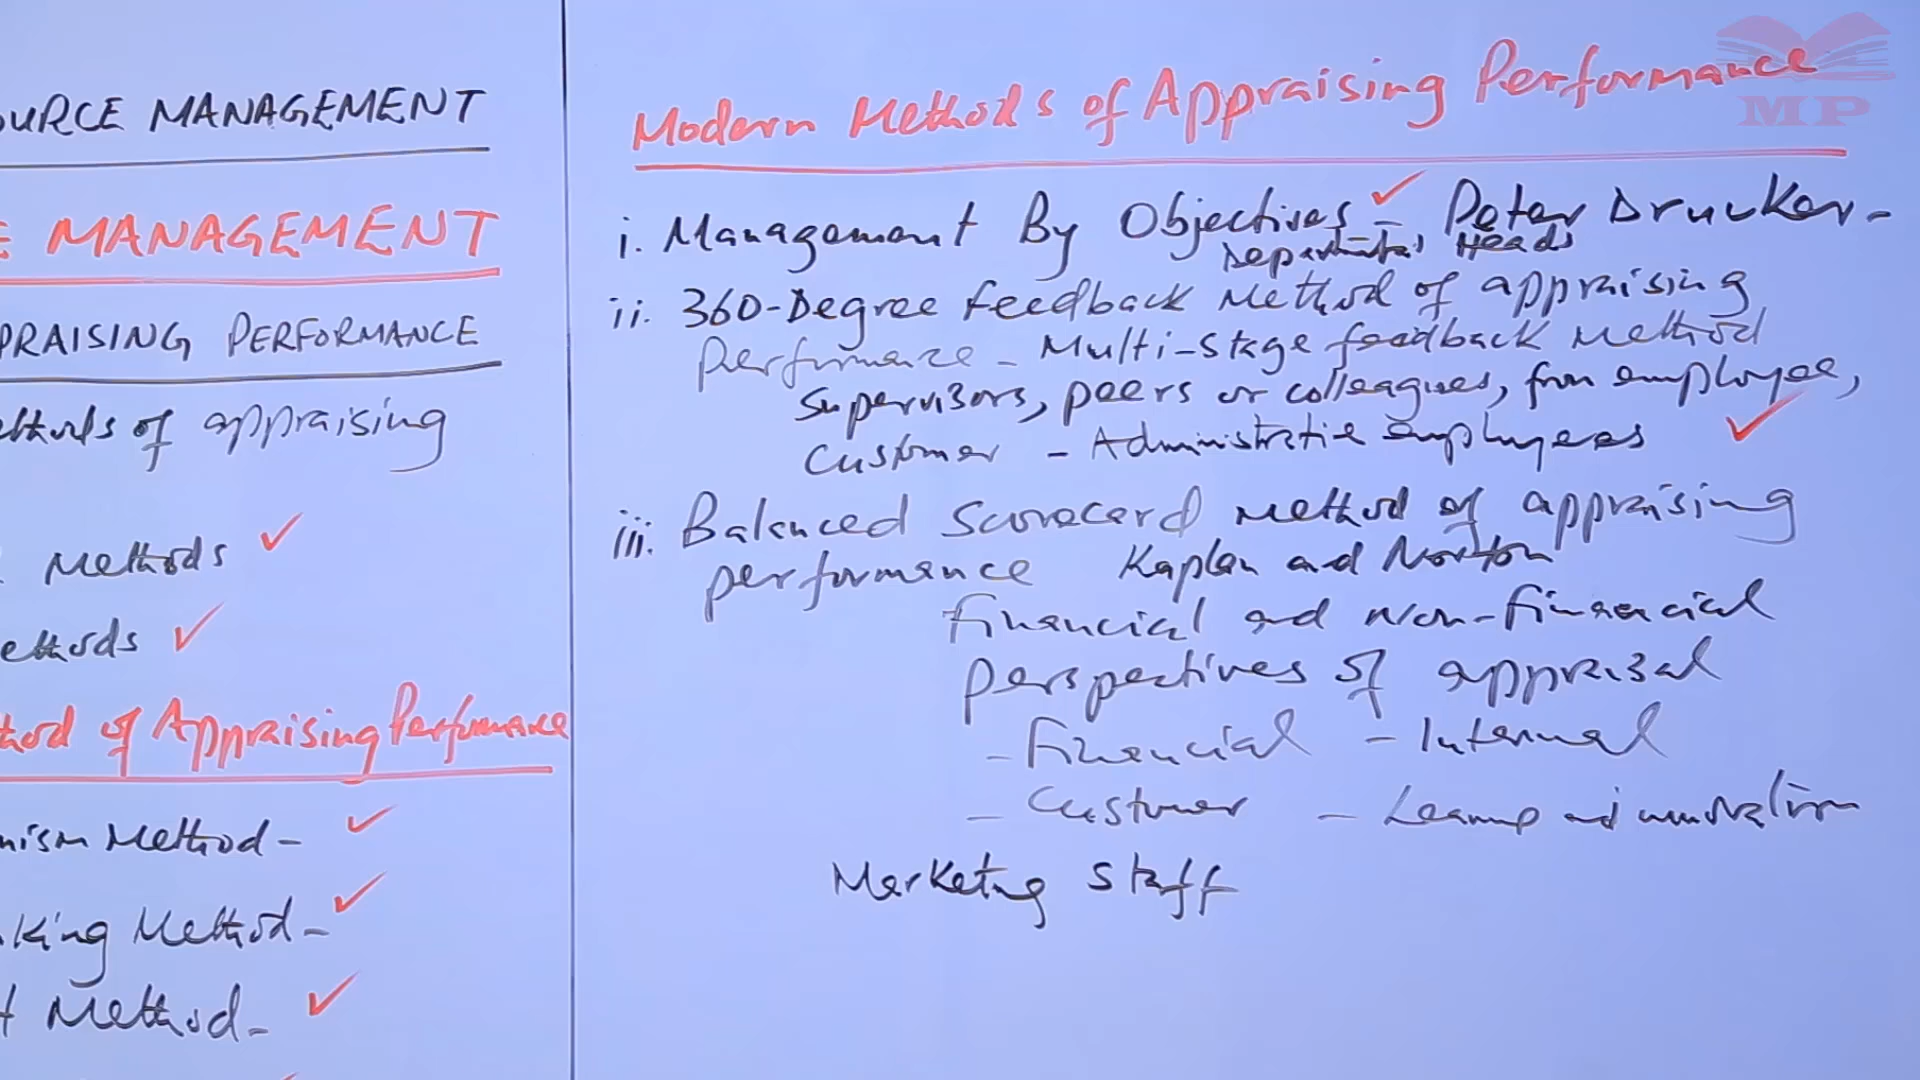 OURCE MANAGEMENT
E MANAGEMENT
PRAISING PERFORMANCE
ethods of appraising
Methods ✓
ethods ✓
thod of Appraising Performance
nism Method - ✓
nking Method - ✓
t Method - ✓
MP
Modern Methods of Appraising Performance
i. Management By Objectives ✓ - Peter Drucker -
Departmental Heads
ii. 360-Degree feedback Method of appraising
performance - Multi-stage feedback Method
supervisors, peers or colleagues, from employee,
customer - Administrative employees ✓
iii. Balanced Scorecard method of appraising
performance Kaplan and Norton
financial and non-financial
perspectives of appraisal
- Financial - Internal
- Customer - Learning and innovation
Marketing Staff